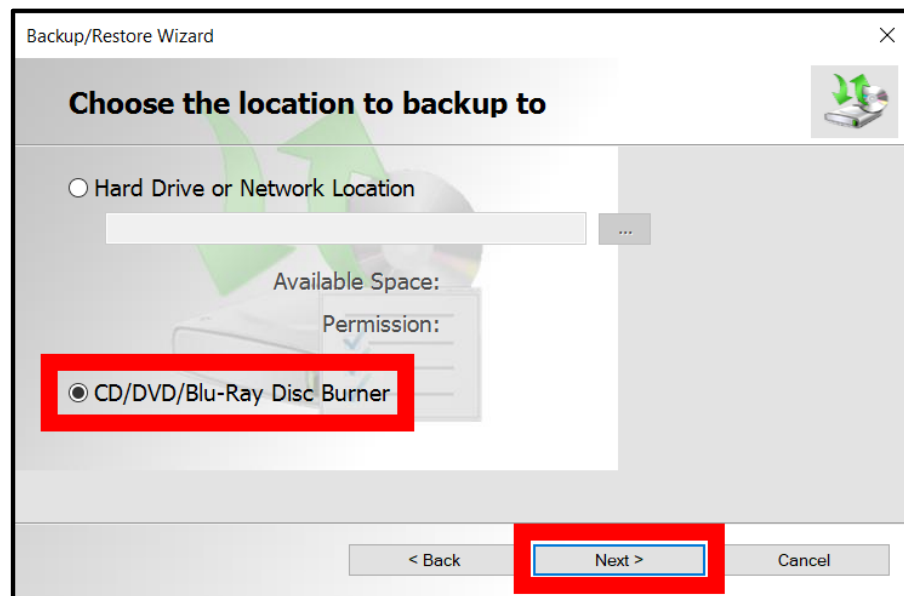 Backup/Restore Wizard
Choose the location to backup to
Hard Drive or Network Location
...
Available Space:
Permission:
CD/DVD/Blu-Ray Disc Burner
< Back Next > Cancel